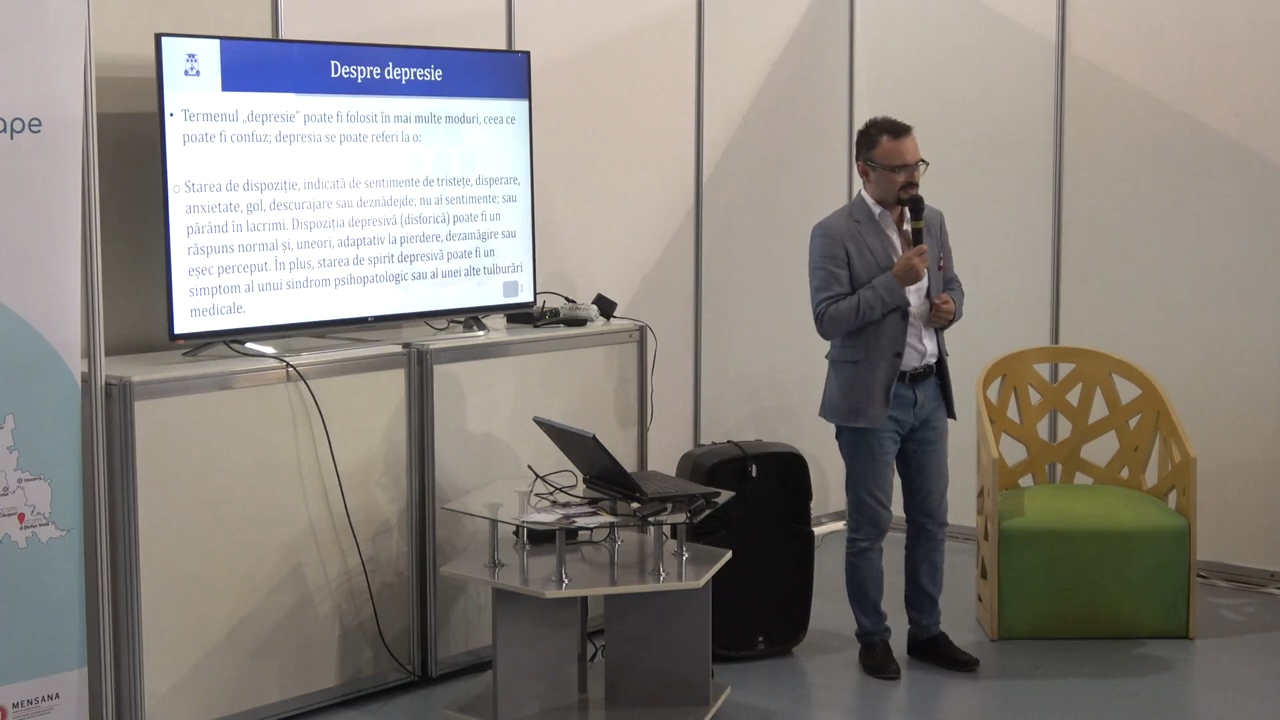 ape
Despre depresie
• Termenul „depresie” poate fi folosit în mai multe moduri, ceea ce
poate fi confuz; depresia se poate referi la o:
○ Starea de dispoziție, indicată de sentimente de tristețe, disperare,
anxietate, gol, descurajare sau deznădejde; nu ai sentimente; sau
părând în lacrimi. Dispoziția depresivă (disforică) poate fi un
răspuns normal și, uneori, adaptativ la pierdere, dezamăgire sau
eșec perceput. În plus, starea de spirit depresivă poate fi un
simptom al unui sindrom psihopatologic sau al unei alte tulburări
medicale.
MENSANA